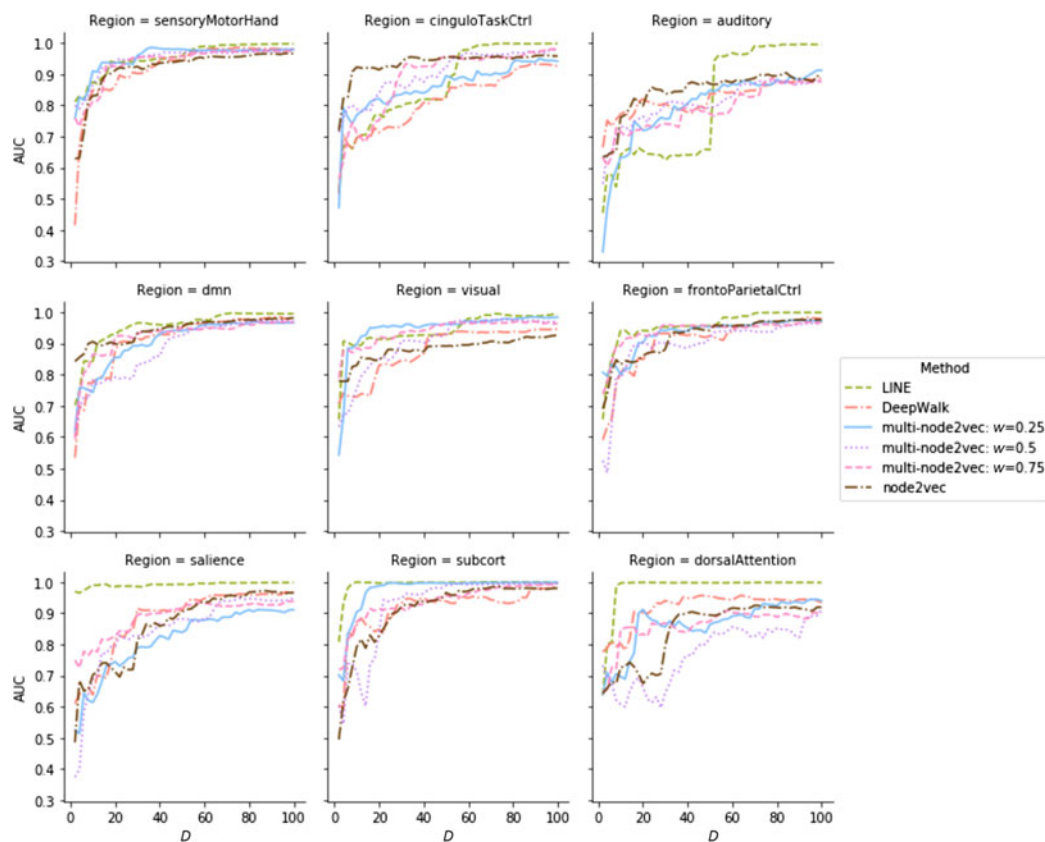 Region = sensoryMotorHand
Region = cinguloTaskCtrl
Region = auditory
1.0
0.9
0.8
0.7
0.6
0.5
0.4
0.3
AUC
Region = dmn
Region = visual
Region = frontoParietalCtrl
1.0
0.9
0.8
0.7
0.6
0.5
0.4
0.3
AUC
Method
LINE
DeepWalk
multi-node2vec: w=0.25
multi-node2vec: w=0.5
multi-node2vec: w=0.75
node2vec
Region = salience
Region = subcort
Region = dorsalAttention
1.0
0.9
0.8
0.7
0.6
0.5
0.4
0.3
AUC
0 20 40 60 80 100
0 20 40 60 80 100
0 20 40 60 80 100
D
D
D